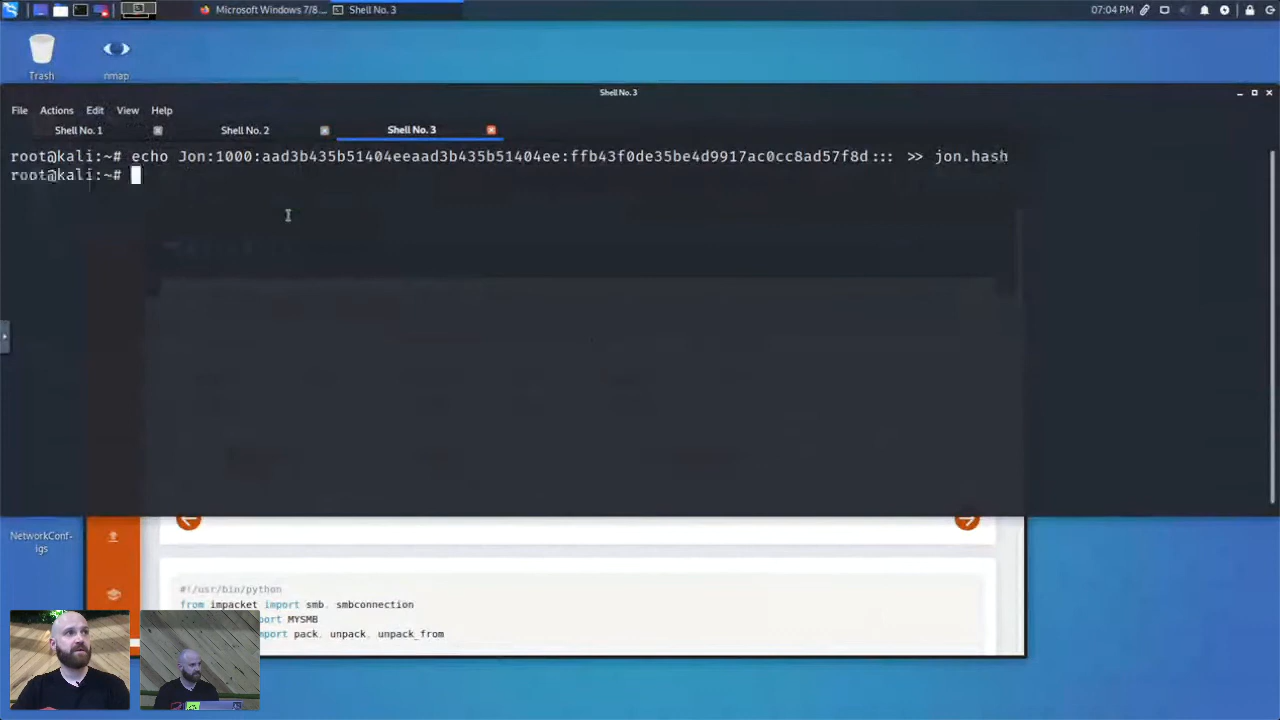 Microsoft Windows 7/8...
Shell No. 3
07:04 PM
Trash
nmap
Shell No. 3
File Actions Edit View Help
Shell No. 1
Shell No. 2
Shell No. 3
root@kali:~# echo Jon:1000:aad3b435b51404eeaad3b435b51404ee:ffb43f0de35be4d9917ac0cc8ad57f8d::: >> jon.hash
root@kali:~#
NetworkConf-
igs
#!/usr/bin/python
from impacket import smb, smbconnection
port MYSMB
port pack, unpack, unpack_from